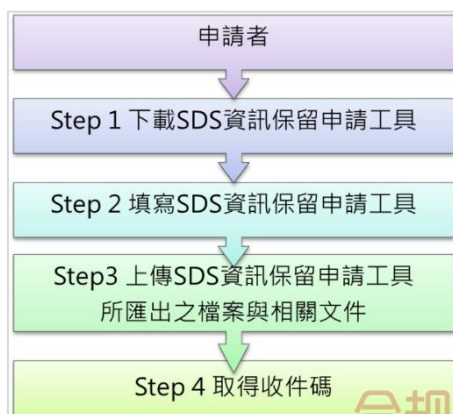 申請者
Step 1 下載SDS資訊保留申請工具
Step 2 填寫SDS資訊保留申請工具
Step3 上傳SDS資訊保留申請工具
所匯出之檔案與相關文件
Step 4 取得收件碼